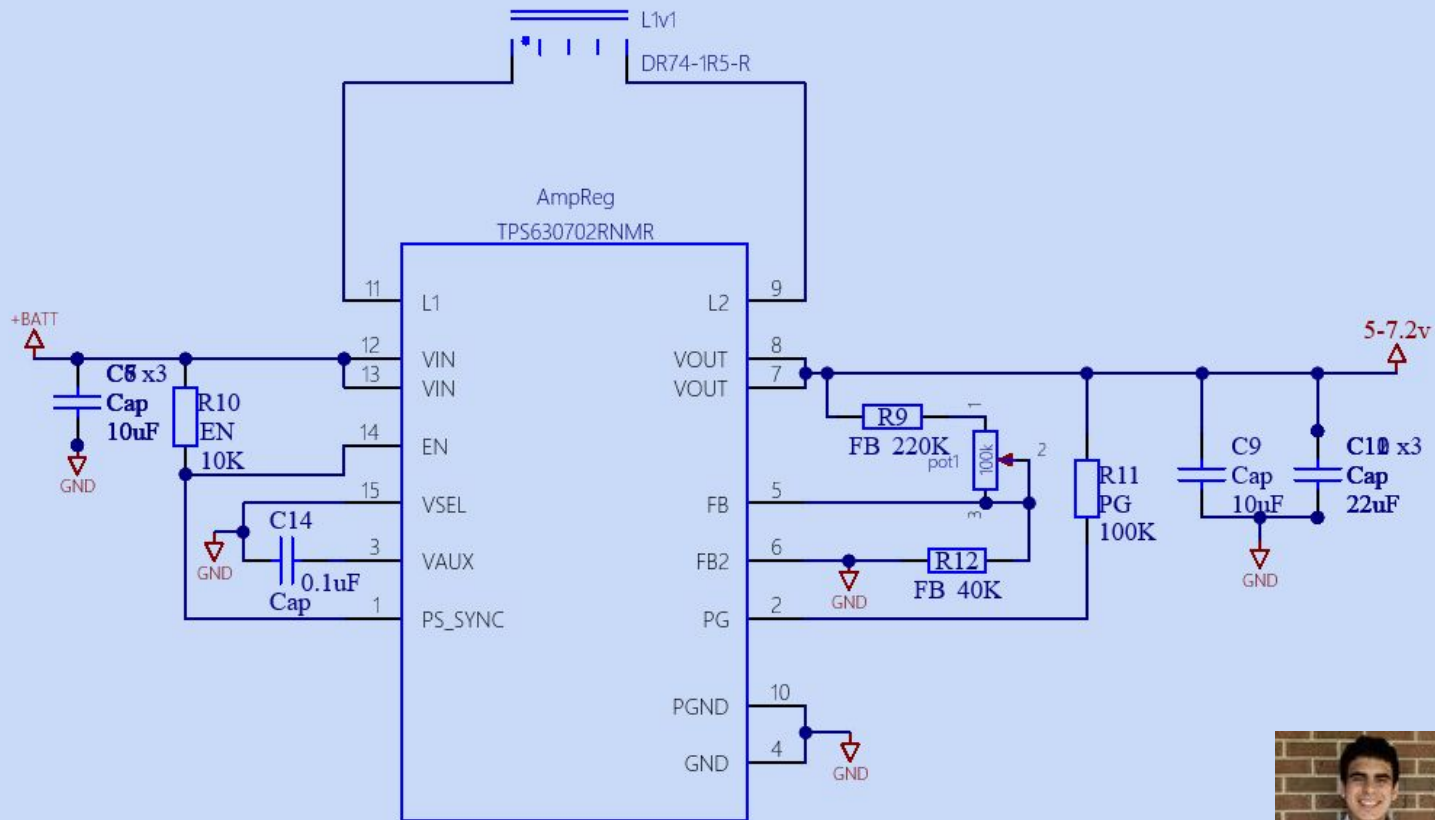 L1v1
DR74-1R5-R
AmpReg
TPS630702RNMR
11 L1
L2 9
+BATT
12 VIN
VOUT 8
5-7.2v
13 VIN
VOUT 7
x3
Cap
10uF
GND
R10
EN
10K
14 EN
R9
FB 220K
1
pot1
100k
2
3
FB 5
15 VSEL
GND
C14
0.1uF
Cap
3 VAUX
FB2 6
GND
R12
FB 40K
1 PS_SYNC
PG 2
R11
PG
100K
C9
Cap
10uF
x3
Cap
22uF
GND
PGND 10
GND 4
GND